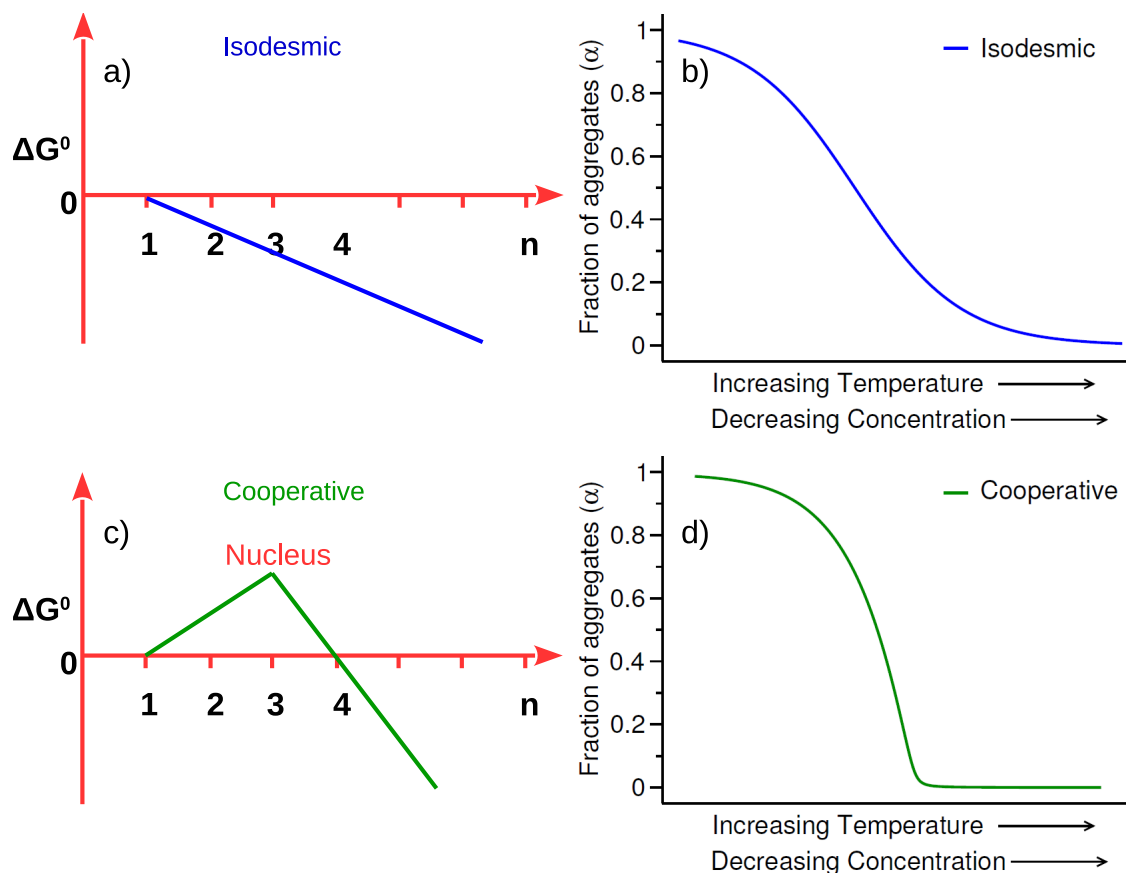 Isodesmic
a)
ΔG⁰
0
1 2 3 4 n
b)
Isodesmic
Fraction of aggregates (α)
1
0.8
0.6
0.4
0.2
0
Increasing Temperature
Decreasing Concentration
Cooperative
c)
Nucleus
ΔG⁰
0
1 2 3 4 n
d)
Cooperative
Fraction of aggregates (α)
1
0.8
0.6
0.4
0.2
0
Increasing Temperature
Decreasing Concentration